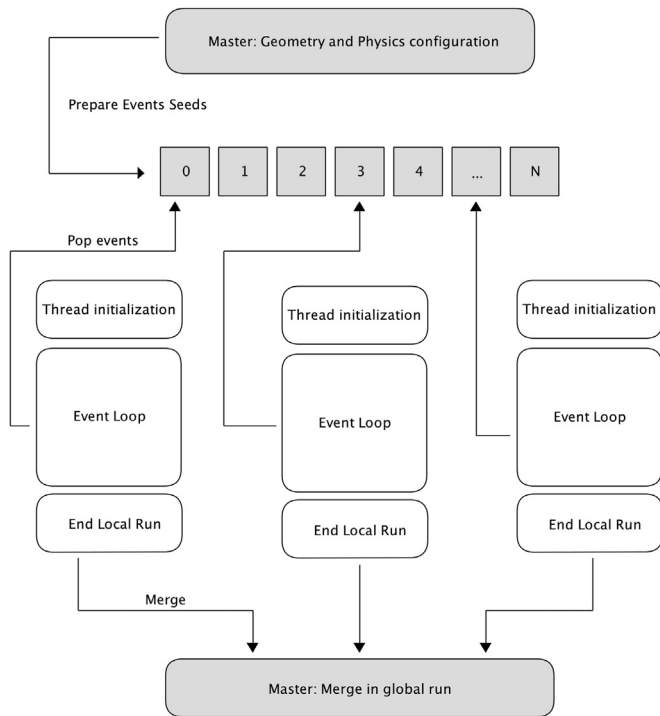 Master: Geometry and Physics configuration
Prepare Events Seeds
0 1 2 3 4 ... N
Pop events
Thread initialization
Thread initialization
Thread initialization
Event Loop
Event Loop
Event Loop
End Local Run
End Local Run
End Local Run
Merge
Master: Merge in global run